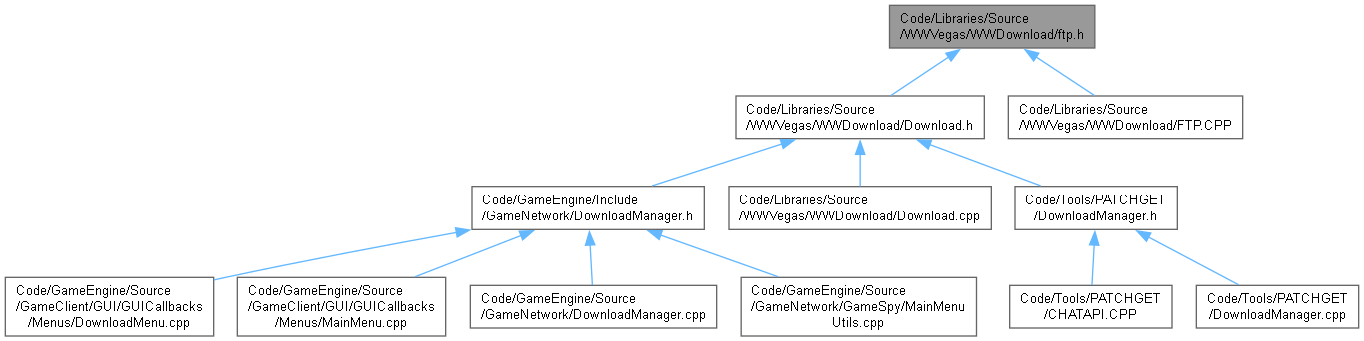 Code/Libraries/Source
/WWVegas/WWDownload/ftp.h
Code/Libraries/Source
/WWVegas/WWDownload/Download.h
Code/Libraries/Source
/WWVegas/WWDownload/FTP.CPP
Code/GameEngine/Include
/GameNetwork/DownloadManager.h
Code/Libraries/Source
/WWVegas/WWDownload/Download.cpp
Code/Tools/PATCHGET
/DownloadManager.h
Code/GameEngine/Source
/GameClient/GUI/GUICallbacks
/Menus/DownloadMenu.cpp
Code/GameEngine/Source
/GameClient/GUI/GUICallbacks
/Menus/MainMenu.cpp
Code/GameEngine/Source
/GameNetwork/DownloadManager.cpp
Code/GameEngine/Source
/GameNetwork/GameSpy/MainMenu
Utils.cpp
Code/Tools/PATCHGET
/CHATAPI.CPP
Code/Tools/PATCHGET
/DownloadManager.cpp